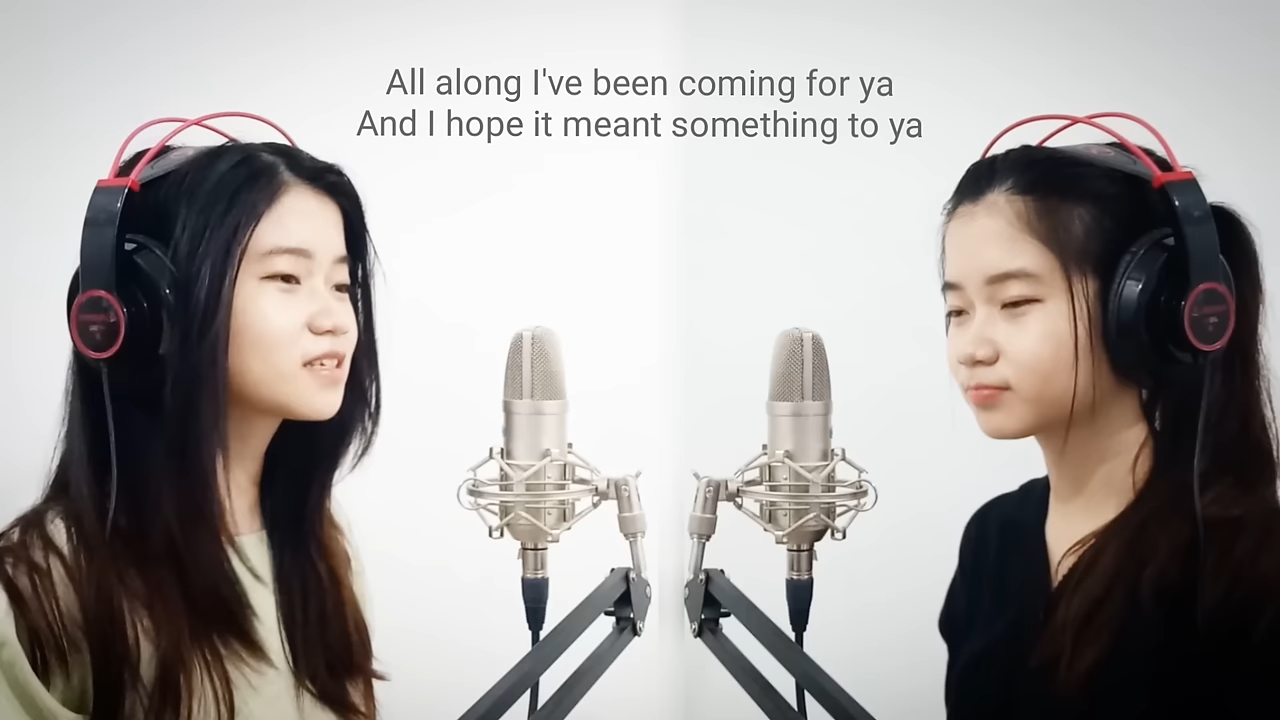 All along I've been coming for ya
And I hope it meant something to ya